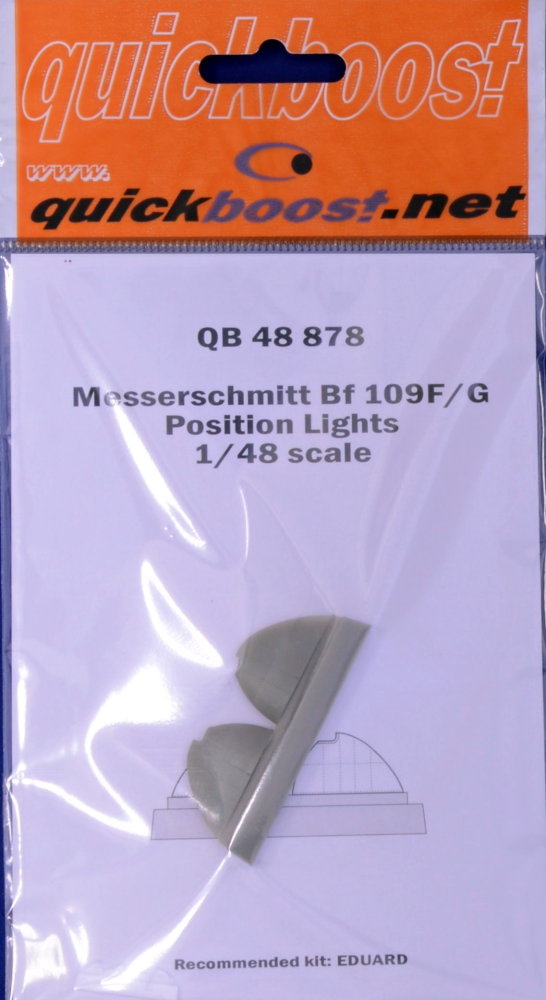 quickboost
www.
quickboost.net
QB 48 878
Messerschmitt Bf 109F/G
Position Lights
1/48 scale
Recommended kit: EDUARD